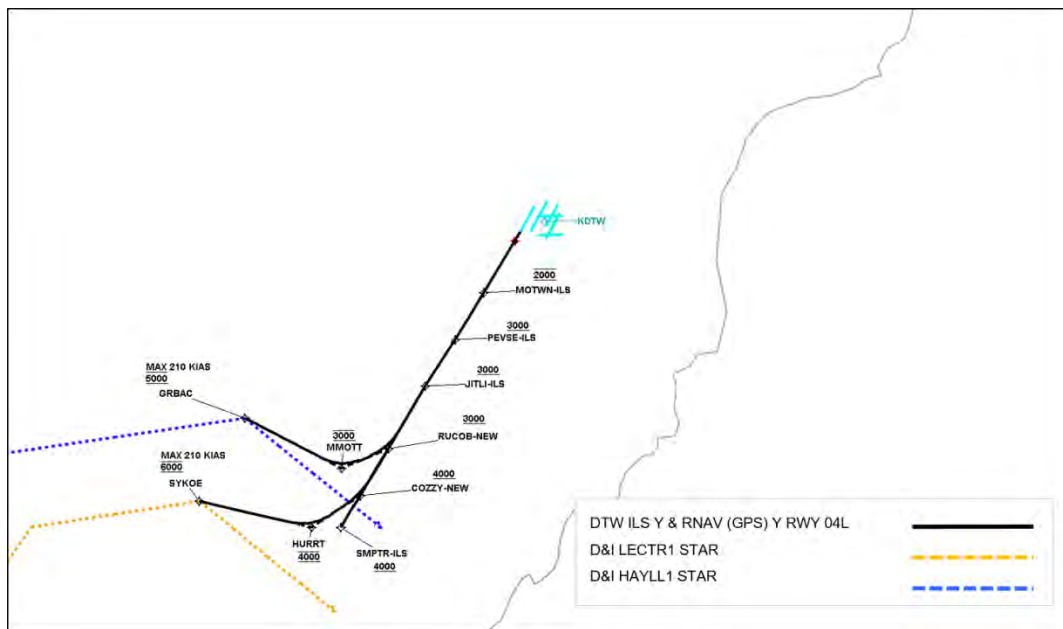 KDTW
2000
MOTWN-ILS
3000
PEVSE-ILS
3000
JITLI-ILS
MAX 210 KIAS
5000
GRBAC
3000
RUCOB-NEW
3000
MMOTT
MAX 210 KIAS
6000
SYKOE
4000
COZZY-NEW
HURRT
4000
SMPTR-ILS
4000
DTW ILS Y & RNAV (GPS) Y RWY 04L
D&I LECTR1 STAR
D&I HAYLL1 STAR